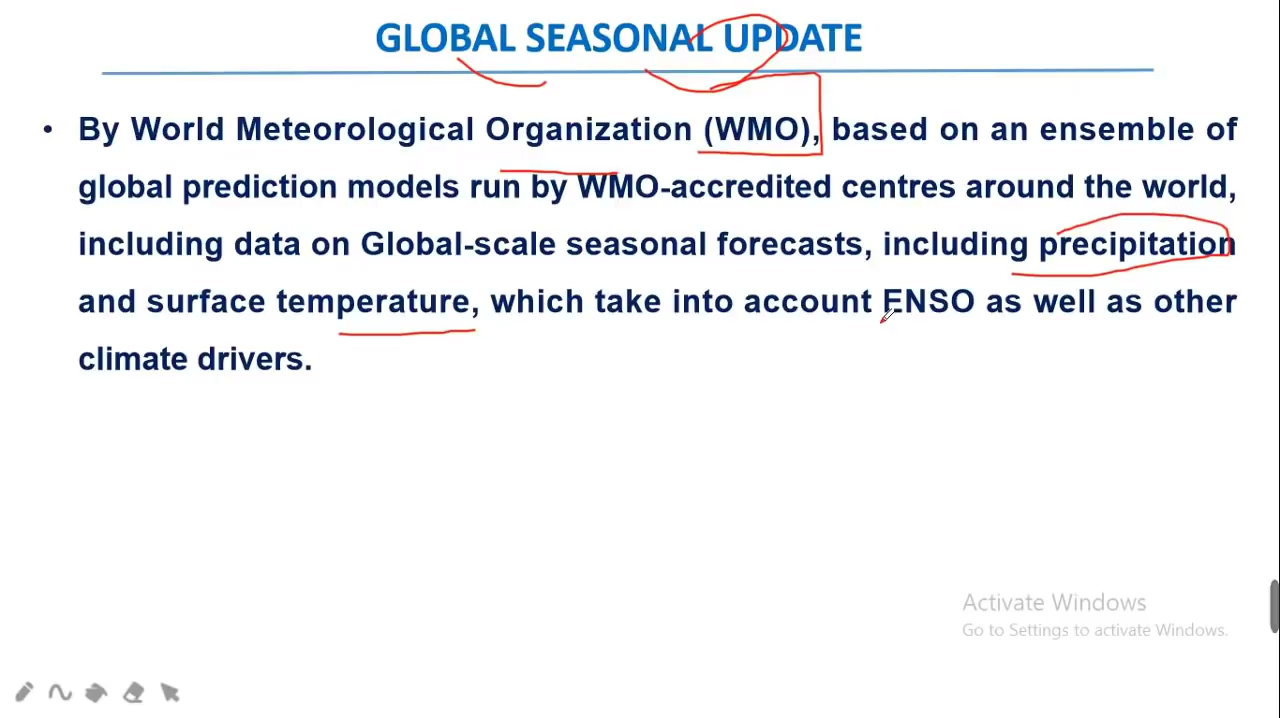 GLOBAL SEASONAL UPDATE
• By World Meteorological Organization (WMO), based on an ensemble of
global prediction models run by WMO-accredited centres around the world,
including data on Global-scale seasonal forecasts, including precipitation
and surface temperature, which take into account ENSO as well as other
climate drivers.
Activate Windows
Go to Settings to activate Windows.